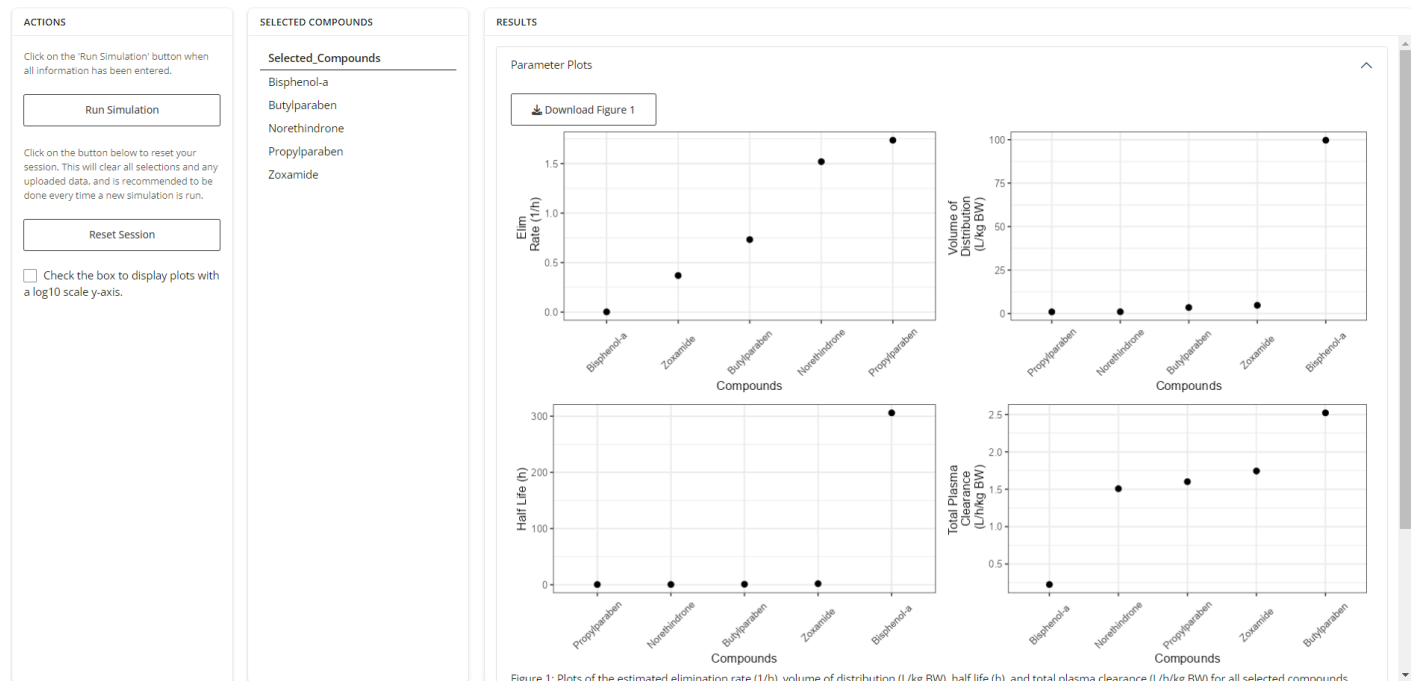 ACTIONS
Click on the 'Run Simulation' button when
all information has been entered.
Run Simulation
Click on the button below to reset your
session. This will clear all selections and any
uploaded data, and is recommended to be
done every time a new simulation is run.
Reset Session
Check the box to display plots with
a log10 scale y-axis.
SELECTED COMPOUNDS
Selected_Compounds
Bisphenol-a
Butylparaben
Norethindrone
Propylparaben
Zoxamide
RESULTS
Parameter Plots
Download Figure 1
Elim
Rate (1/h)
1.5
1.0
0.5
0.0
Bisphenol-a
Zoxamide
Butylparaben
Norethindrone
Propylparaben
Compounds
Volume of
Distribution
(L/kg BW)
100
75
50
25
0
Propylparaben
Norethindrone
Butylparaben
Zoxamide
Bisphenol-a
Compounds
Half Life (h)
300
200
100
0
Propylparaben
Norethindrone
Butylparaben
Zoxamide
Bisphenol-a
Compounds
Total Plasma
Clearance
(L/h/kg BW)
2.5
2.0
1.5
1.0
0.5
Bisphenol-a
Norethindrone
Propylparaben
Zoxamide
Butylparaben
Compounds
Figure 1: Plots of the estimated elimination rate (1/h), volume of distribution (L/kg BW), half life (h), and total plasma clearance (L/h/kg BW) for all selected compounds.